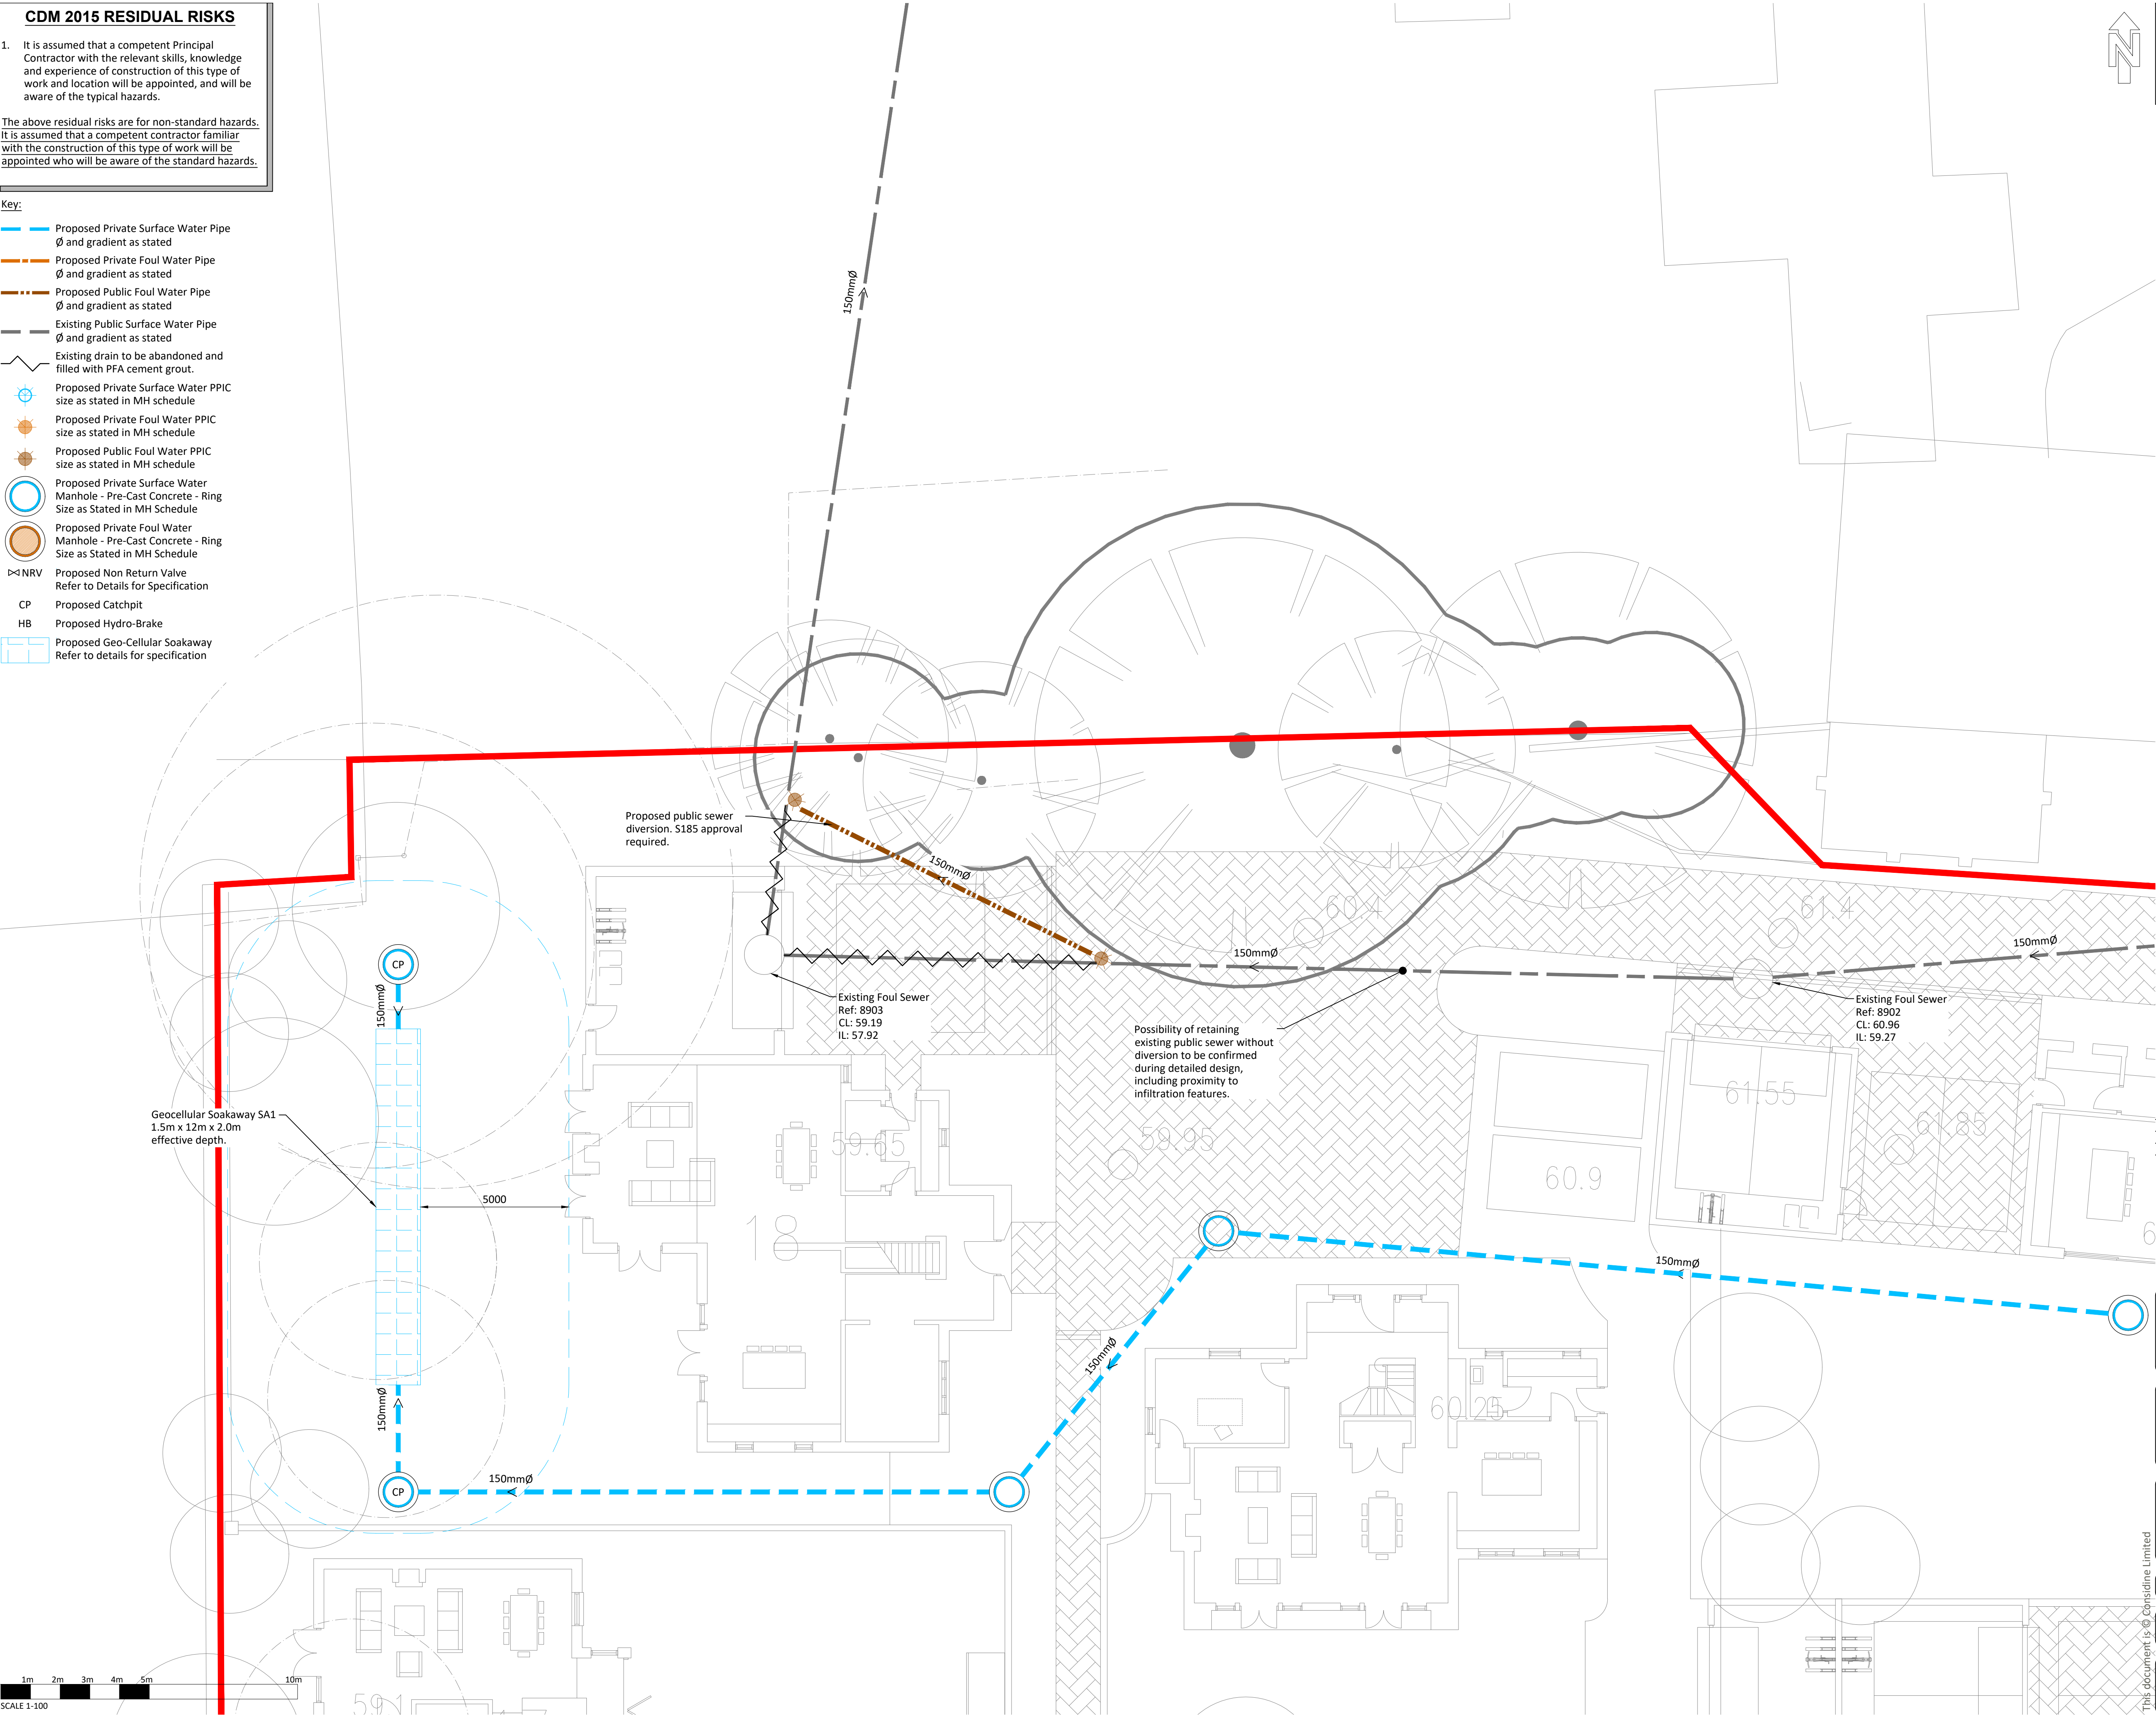 CDM 2015 RESIDUAL RISKS
1. It is assumed that a competent Principal
Contractor with the relevant skills, knowledge
and experience of construction of this type of
work and location will be appointed, and will be
aware of the typical hazards.
The above residual risks are for non-standard hazards.
It is assumed that a competent contractor familiar
with the construction of this type of work will be
appointed who will be aware of the standard hazards.
Key:
Proposed Private Surface Water Pipe
Ø and gradient as stated
Proposed Private Foul Water Pipe
Ø and gradient as stated
Proposed Public Foul Water Pipe
Ø and gradient as stated
Existing Public Surface Water Pipe
Ø and gradient as stated
Existing drain to be abandoned and
filled with PFA cement grout.
Proposed Private Surface Water PPIC
size as stated in MH schedule
Proposed Private Foul Water PPIC
size as stated in MH schedule
Proposed Public Foul Water PPIC
size as stated in MH schedule
Proposed Private Surface Water
Manhole - Pre-Cast Concrete - Ring
Size as Stated in MH Schedule
Proposed Private Foul Water
Manhole - Pre-Cast Concrete - Ring
Size as Stated in MH Schedule
NRV Proposed Non Return Valve
Refer to Details for Specification
CP Proposed Catchpit
HB Proposed Hydro-Brake
Proposed Geo-Cellular Soakaway
Refer to details for specification
N
150mmØ
Proposed public sewer
diversion. S185 approval
required.
150mmØ
60.4
61.4
150mmØ
150mmØ
CP
150mmØ
Existing Foul Sewer
Ref: 8903
CL: 59.19
IL: 57.92
Existing Foul Sewer
Ref: 8902
CL: 60.96
IL: 59.27
Possibility of retaining
existing public sewer without
diversion to be confirmed
during detailed design,
including proximity to
infiltration features.
Geocellular Soakaway SA1
1.5m x 12m x 2.0m
effective depth.
61.55
61.85
59.65
59.95
60.9
5000
18
150mmØ
150mmØ
60.25
150mmØ
CP
150mmØ
1m 2m 3m 4m 5m 10m
SCALE 1-100
This document is © Considine Limited